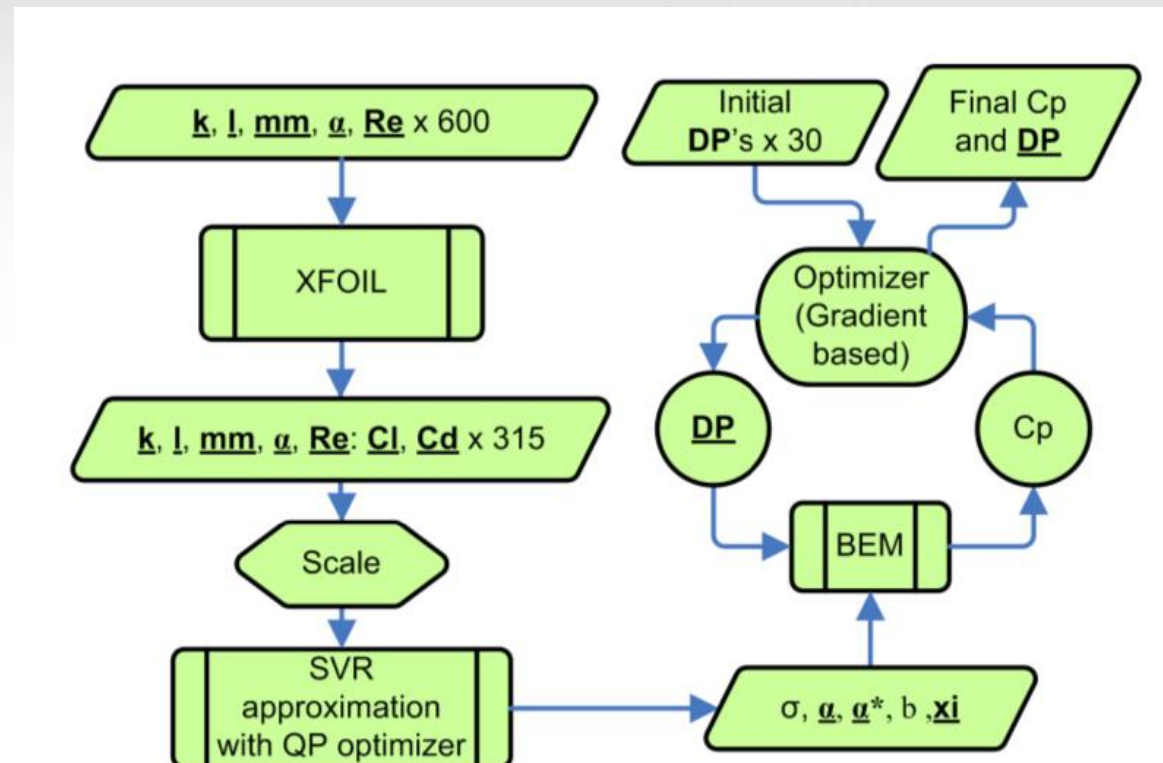 k, l, mm, α, Re x 600
XFOIL
k, l, mm, α, Re: Cl, Cd x 315
Scale
SVR
approximation
with QP optimizer
Initial
DP's x 30
Final Cp
and DP
Optimizer
(Gradient
based)
DP
Cp
BEM
σ, α, α*, b ,xi